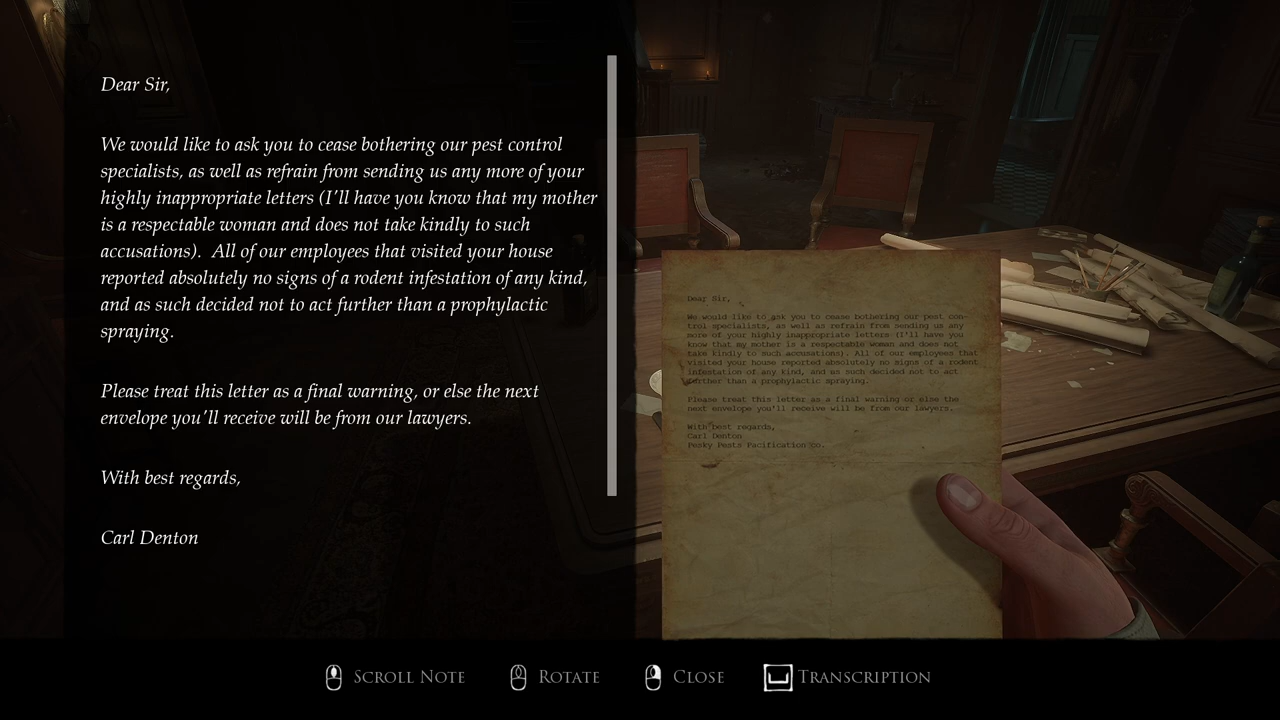 Dear Sir,
We would like to ask you to cease bothering our pest control
specialists, as well as refrain from sending us any more of your
highly inappropriate letters (I'll have you know that my mother
is a respectable woman and does not take kindly to such
accusations).  All of our employees that visited your house
reported absolutely no signs of a rodent infestation of any kind,
and as such decided not to act further than a prophylactic
spraying.
Please treat this letter as a final warning, or else the next
envelope you'll receive will be from our lawyers.
With best regards,
Carl Denton
Dear Sir,
We would like to ask you to cease bothering our pest con-
trol specialists, as well as refrain from sending us any
more of your highly inappropriate letters (I'll have you
know that my mother is a respectable woman and does not
take kindly to such accusations). All of our employees that
visited your house reported absolutely no signs of a rodent
infestation of any kind, and as such decided not to act
further than a prophylactic spraying.
Please treat this letter as a final warning or else the
next envelope you'll receive will be from our lawyers.
With best regards,
Carl Denton
Pesky Pests Pacification Co.
SCROLL NOTE
ROTATE
CLOSE
TRANSCRIPTION